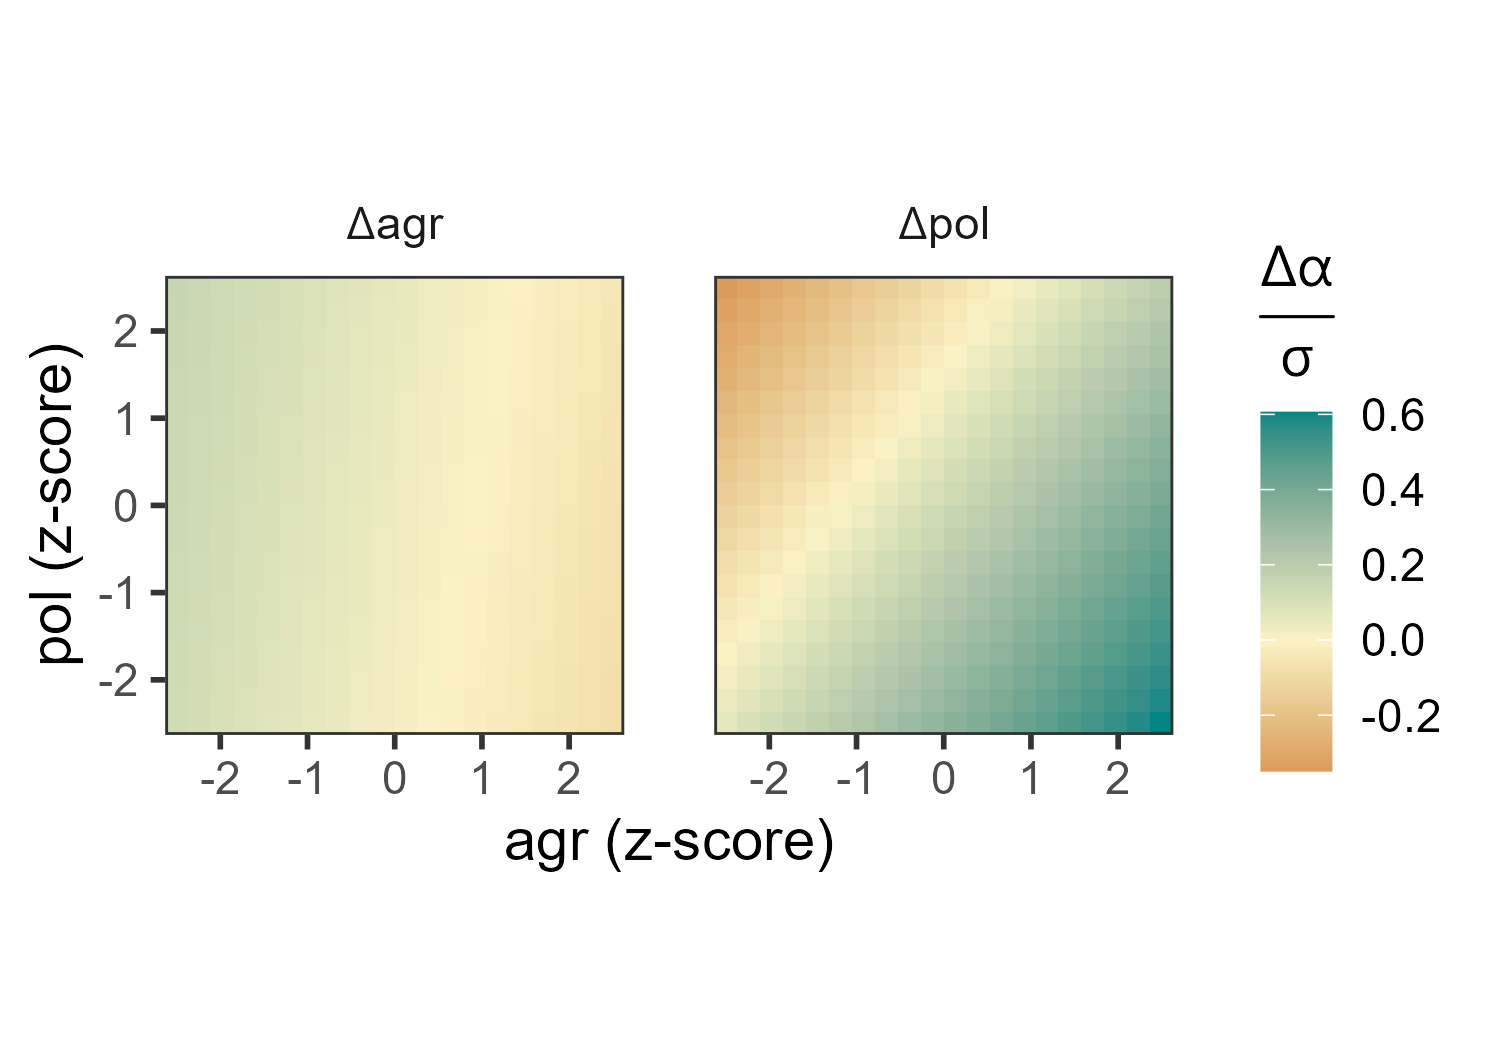 Δagr
Δpol
Δα
σ
0.6
0.4
0.2
0.0
-0.2
pol (z-score)
2
1
0
-1
-2
-2 -1 0 1 2
-2 -1 0 1 2
agr (z-score)